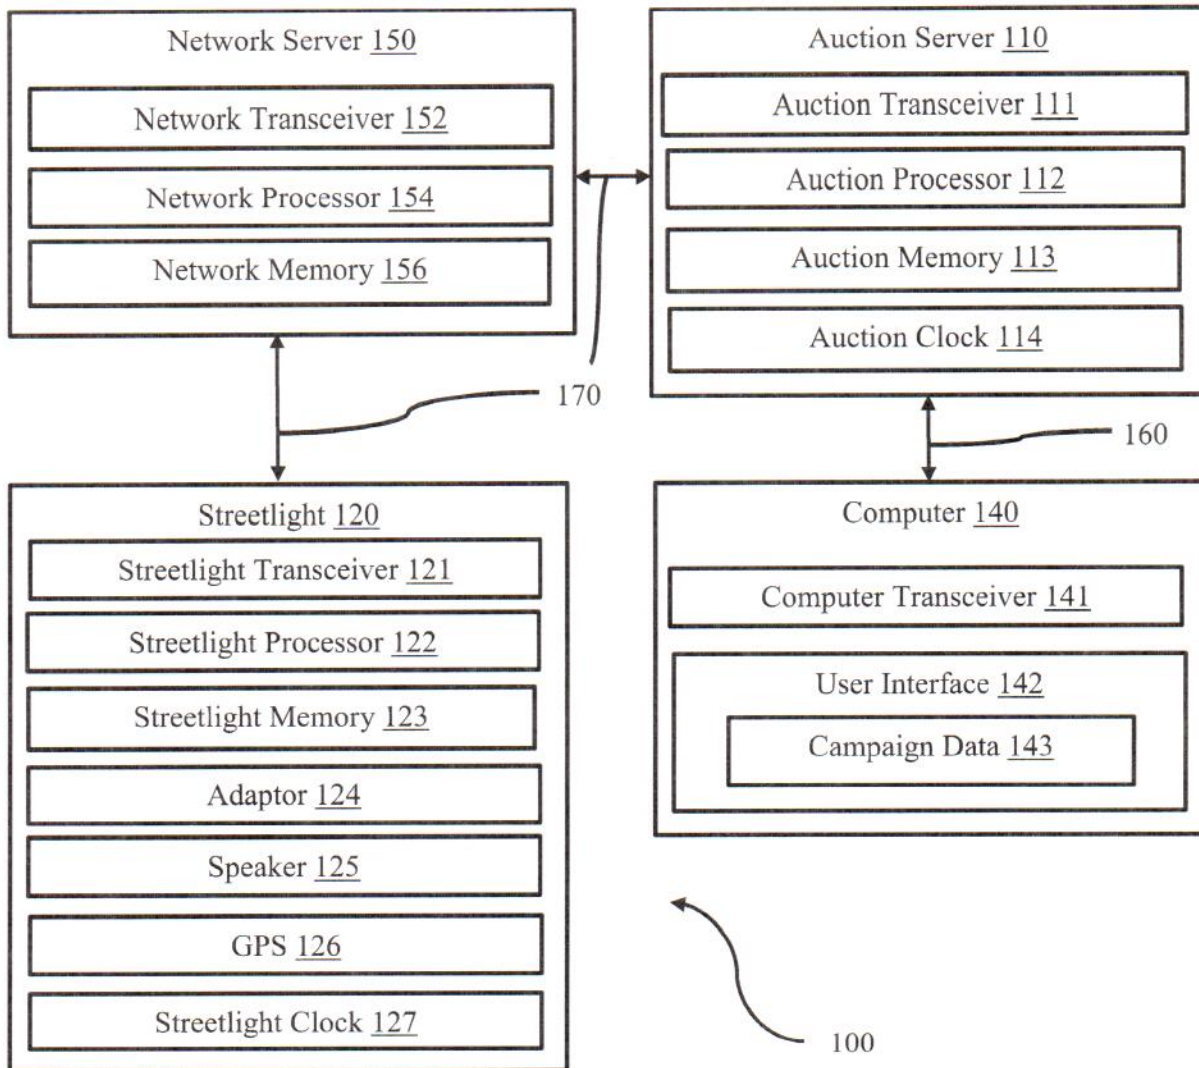 Network Server 150
Network Transceiver 152
Network Processor 154
Network Memory 156
Auction Server 110
Auction Transceiver 111
Auction Processor 112
Auction Memory 113
Auction Clock 114
170
160
Streetlight 120
Streetlight Transceiver 121
Streetlight Processor 122
Streetlight Memory 123
Adaptor 124
Speaker 125
GPS 126
Streetlight Clock 127
Computer 140
Computer Transceiver 141
User Interface 142
Campaign Data 143
100